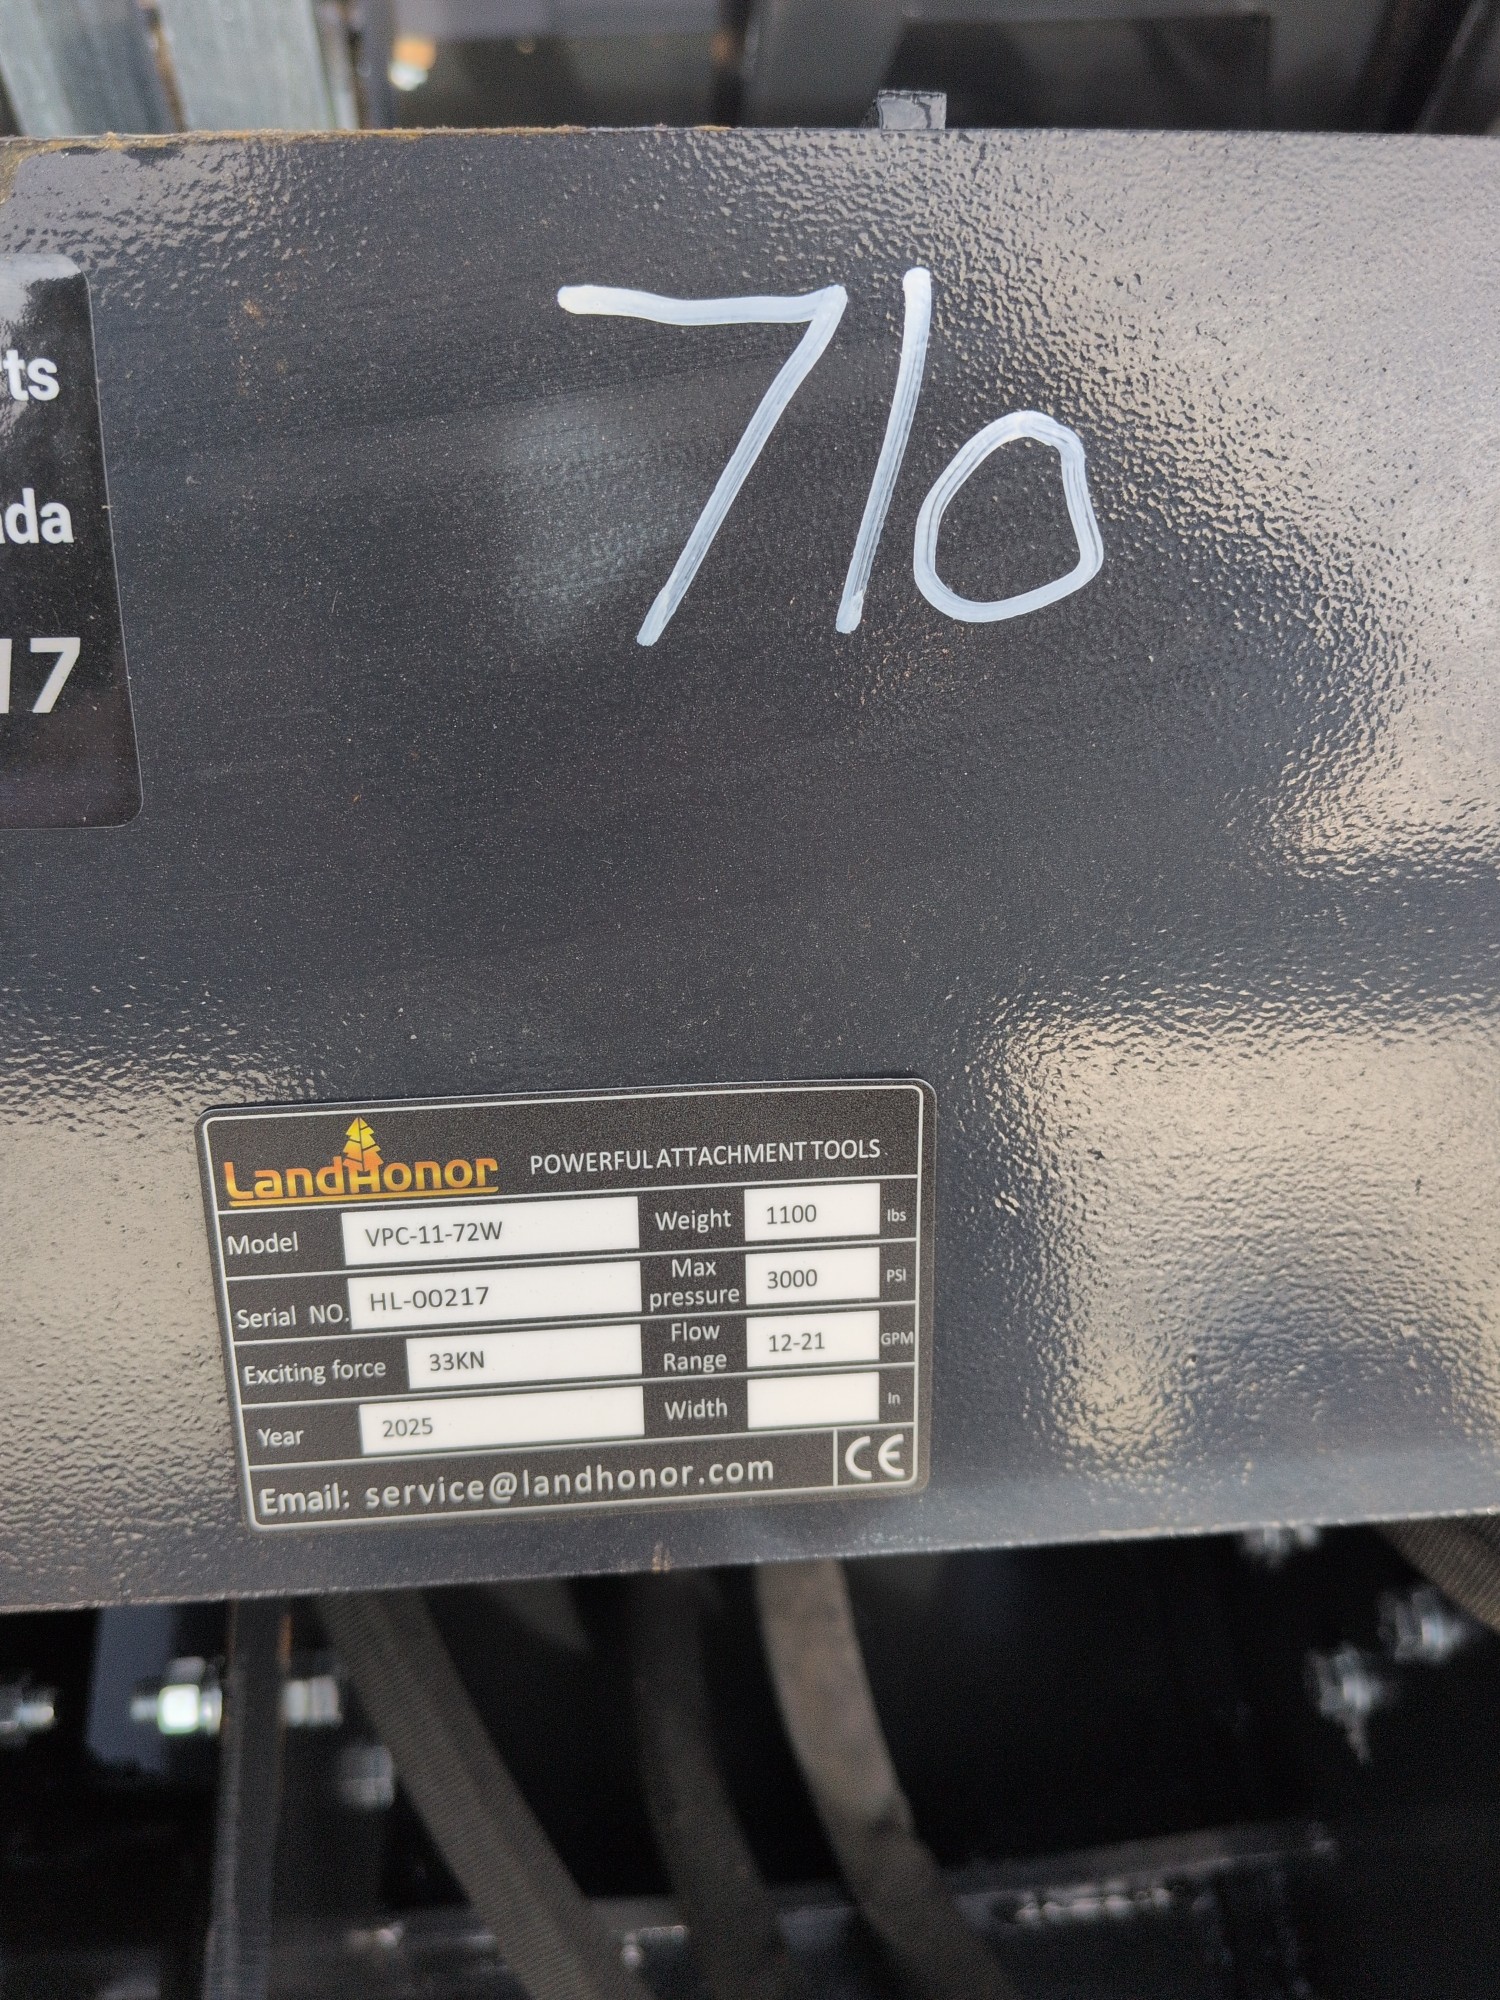 710
17
LandHonor POWERFUL ATTACHMENT TOOLS
Model VPC-11-72W Weight 1100 lbs
Serial NO. HL-00217 Max pressure 3000 PSI
Exciting force 33KN Flow Range 12-21 GPM
Year 2025 Width In
Email: service@landhonor.com CE